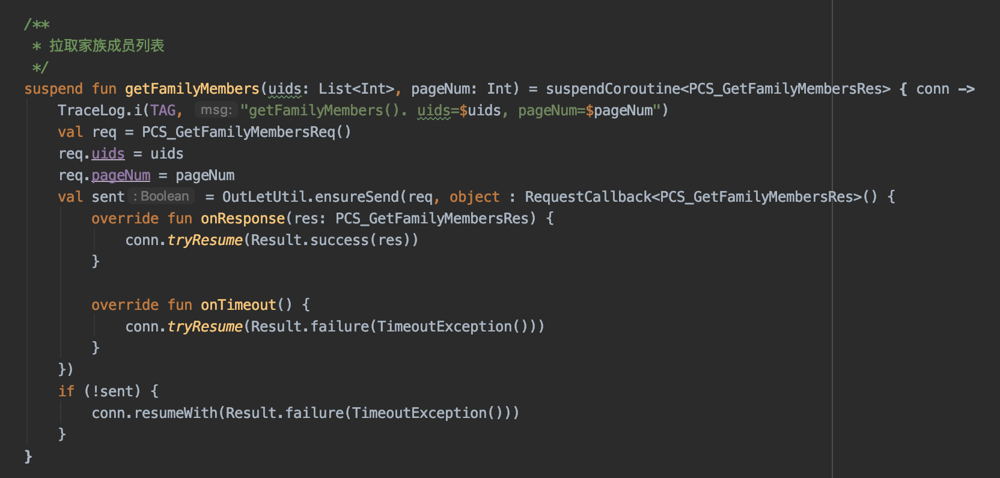 /**
 * 拉取家族成员列表
 */
suspend fun getFamilyMembers(uids: List<Int>, pageNum: Int) = suspendCoroutine<PCS_GetFamilyMembersRes> { conn ->
    TraceLog.i(TAG, msg: "getFamilyMembers(). uids=$uids, pageNum=$pageNum")
    val req = PCS_GetFamilyMembersReq()
    req.uids = uids
    req.pageNum = pageNum
    val sent : Boolean = OutLetUtil.ensureSend(req, object : RequestCallback<PCS_GetFamilyMembersRes>() {
        override fun onResponse(res: PCS_GetFamilyMembersRes) {
            conn.tryResume(Result.success(res))
        }
        override fun onTimeout() {
            conn.tryResume(Result.failure(TimeoutException()))
        }
    })
    if (!sent) {
        conn.resumeWith(Result.failure(TimeoutException()))
    }
}